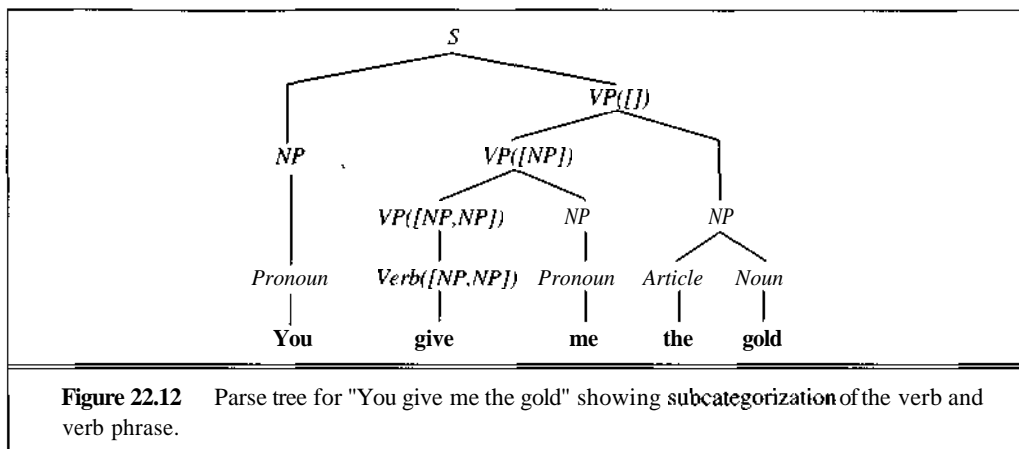 S
VP([])
NP VP([NP])
VP([NP,NP]) NP NP
Pronoun Verb([NP,NP]) Pronoun Article Noun
You give me the gold
Figure 22.12 Parse tree for "You give me the gold" showing subcategorization of the verb and
verb phrase.